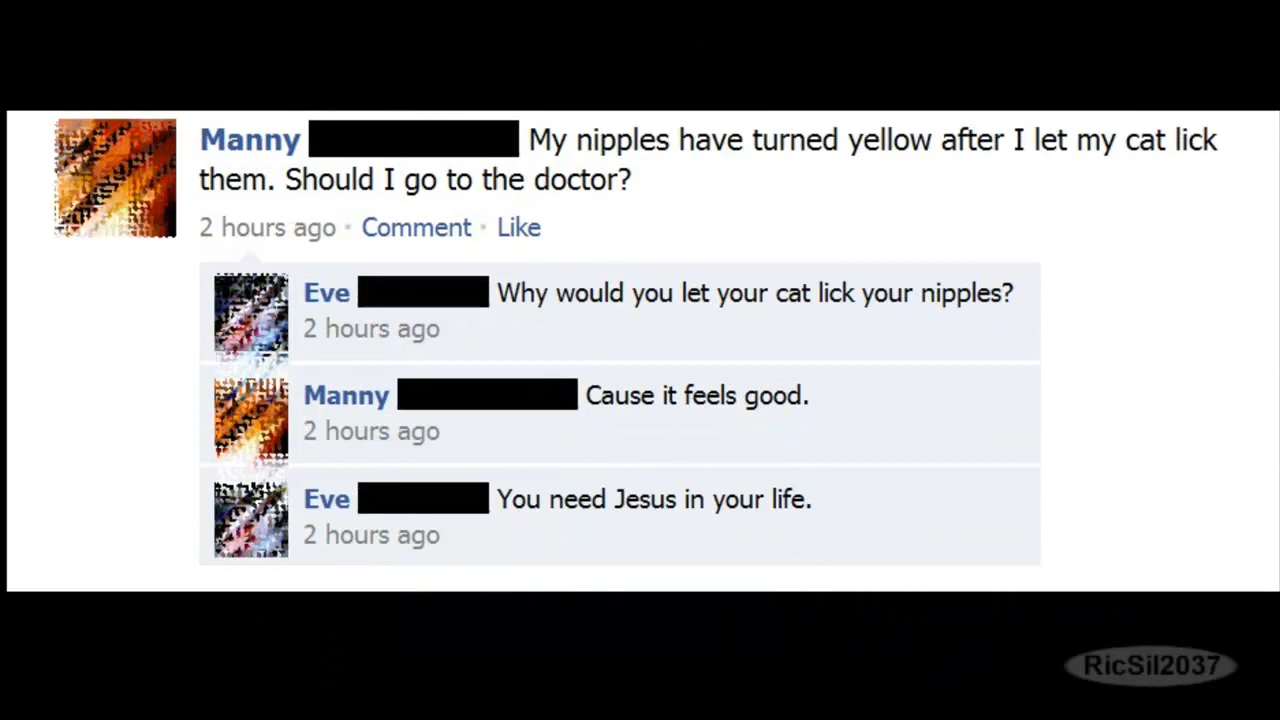 Manny My nipples have turned yellow after I let my cat lick
them. Should I go to the doctor?
2 hours ago · Comment · Like
Eve Why would you let your cat lick your nipples?
2 hours ago
Manny Cause it feels good.
2 hours ago
Eve You need Jesus in your life.
2 hours ago
RicSil2037